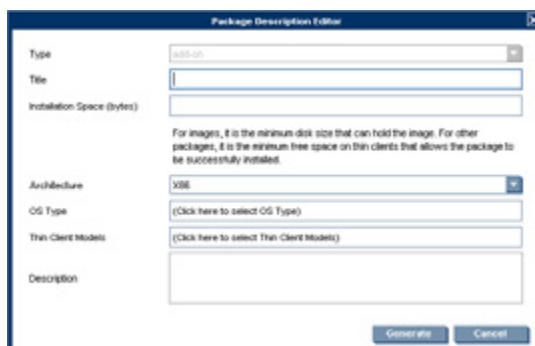 Package Description Editor
Type
add-on
Title
Installation Space (bytes)
For images, it is the minimum disk size that can hold the image. For other
packages, it is the minimum free space on thin clients that allows the package to
be successfully installed.
Architecture
X86
OS Type
(Click here to select OS Type)
Thin Client Models
(Click here to select Thin Client Models)
Description
Generate
Cancel